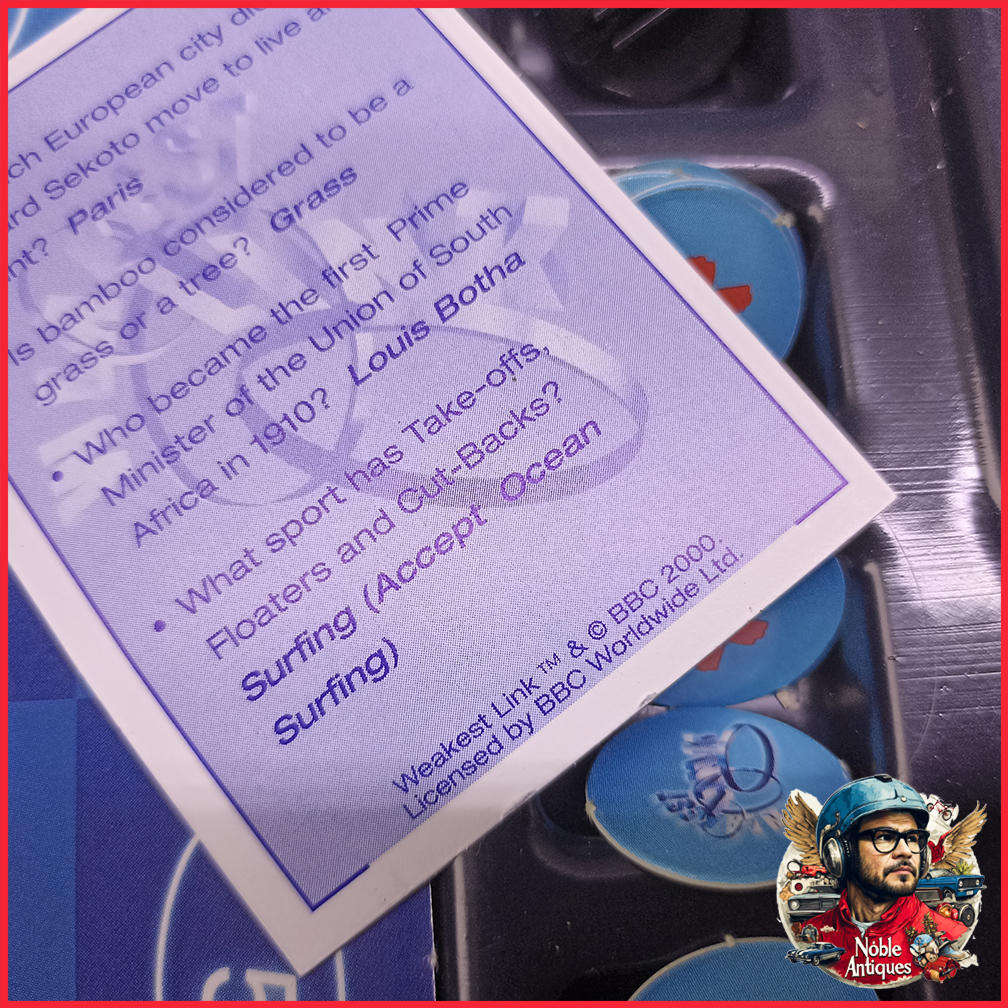 ch European city di
rd Sekoto move to live a
nt? Paris
Is bamboo considered to be a
grass or a tree? Grass
• Who became the first Prime
Minister of the Union of South
Africa in 1910? Louis Botha
• What sport has Take-offs,
Floaters and Cut-Backs?
Surfing (Accept Ocean
Surfing)
Weakest Link™ & © BBC 2000.
Licensed by BBC Worldwide Ltd.
Noble
Antiques